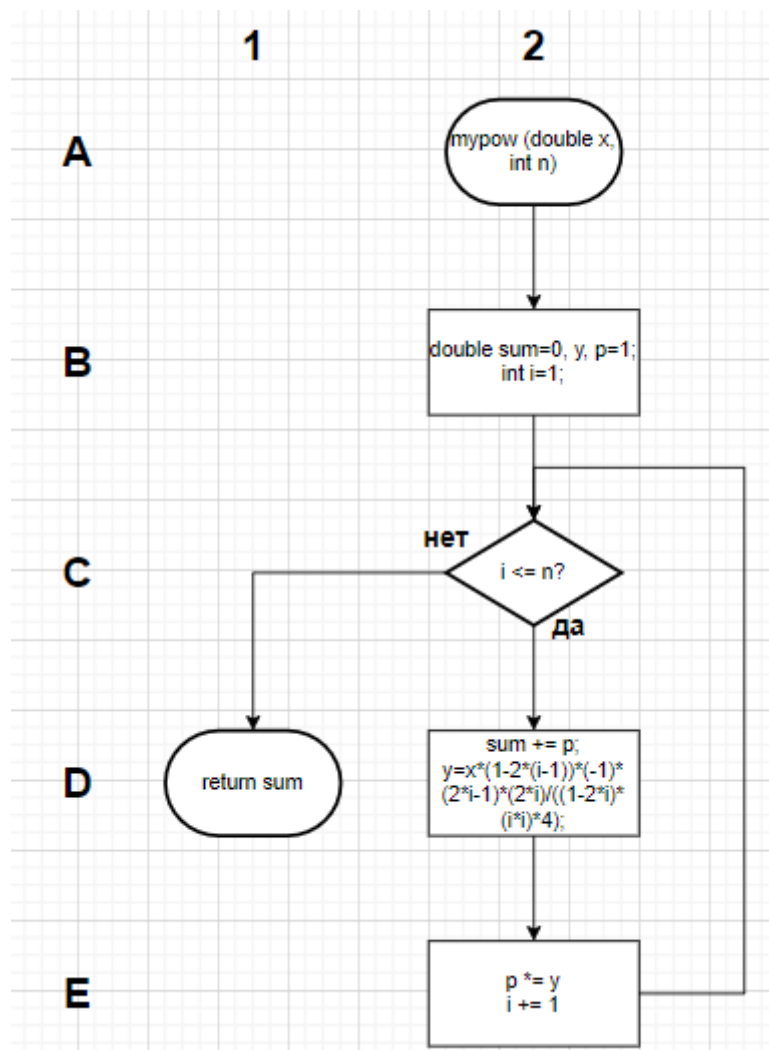 1
2
A
mypow (double x,
int n)
B
double sum=0, y, p=1;
int i=1;
нет
C
i <= n?
да
D
return sum
sum += p;
y=x*(1-2*(i-1))*(-1)*
(2*i-1)*(2*i)/((1-2*i)*
(i*i)*4);
E
p *= y
i += 1